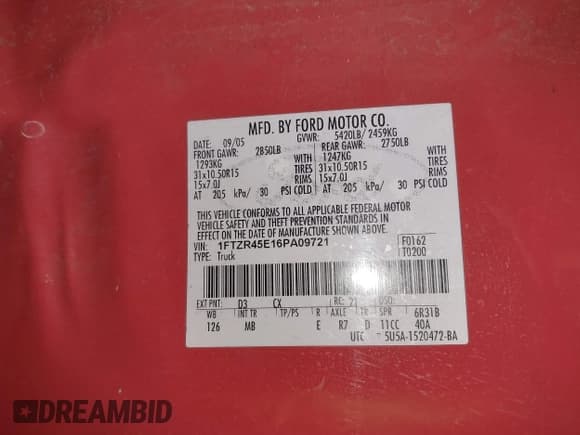 MFD. BY FORD MOTOR CO.
DATE: 09/05 GVWR: 5420LB/ 2459KG
FRONT GAWR: 2850LB REAR GAWR: 2750LB
1293KG WITH 1247KG WITH
31x10.50R15 TIRES 31x10.50R15 TIRES
15x7.0J RIMS 15x7.0J RIMS
AT 205 kPa/ 30 PSI COLD AT 205 kPa/ 30 PSI COLD
THIS VEHICLE CONFORMS TO ALL APPLICABLE FEDERAL MOTOR
VEHICLE SAFETY AND THEFT PREVENTION STANDARDS IN
EFFECT ON THE DATE OF MANUFACTURE SHOWN ABOVE.
VIN: 1FTZR45E16PA09721 F0162
TYPE: Truck T0200
EXT PNT: D3 CX RC: 21 DSO:
WB INT TR TP/PS R AXLE TR SPR 6R31B
126 MB E R7 D 11CC 40A
UTC 5U5A-1520472-BA
DREAMBID